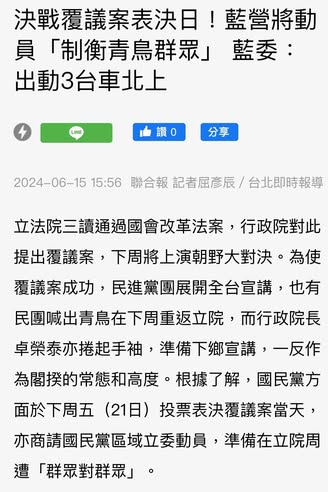 決戰覆議案表決日！藍營將動
員「制衡青鳥群眾」 藍委：
出動3台車北上
LINE
讚 0
分享
2024-06-15 15:56 聯合報 記者屈彥辰 / 台北即時報導
立法院三讀通過國會改革法案，行政院對此
提出覆議案，下周將上演朝野大對決。為使
覆議案成功，民進黨團展開全台宣講，也有
民團喊出青鳥在下周重返立院，而行政院長
卓榮泰亦捲起手袖，準備下鄉宣講，一反作
為閣揆的常態和高度。根據了解，國民黨方
面於下周五（21日）投票表決覆議案當天，
亦商請國民黨區域立委動員，準備在立院周
遭「群眾對群眾」。